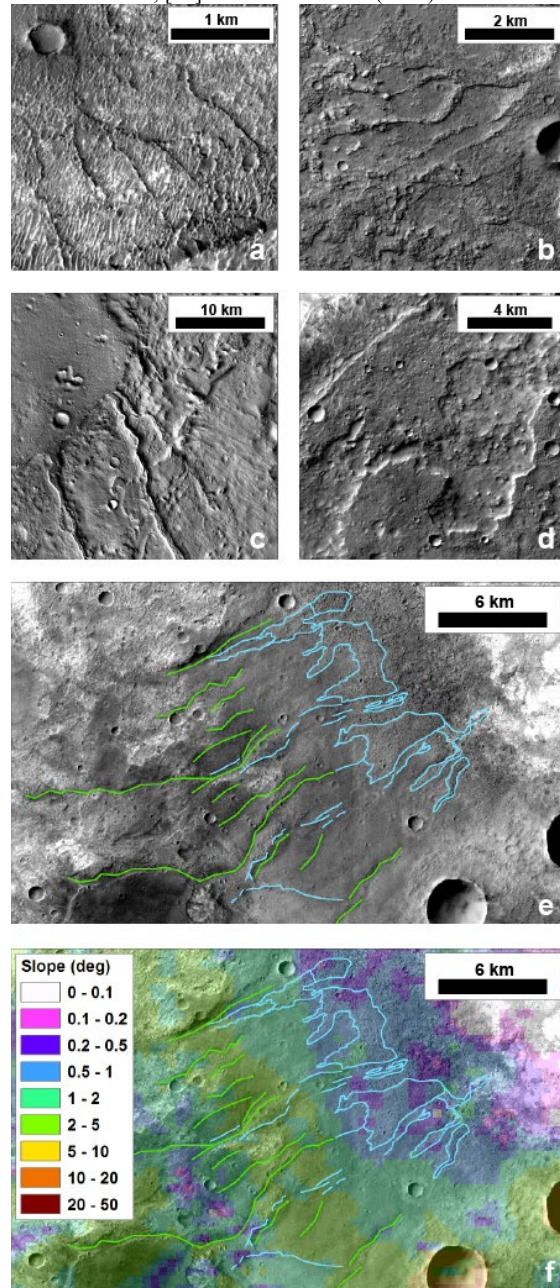 1 km
2 km
a
b
10 km
4 km
c
d
6 km
e
Slope (deg)
6 km
0 - 0.1
0.1 - 0.2
0.2 - 0.5
0.5 - 1
1 - 2
2 - 5
5 - 10
10 - 20
20 - 50
f